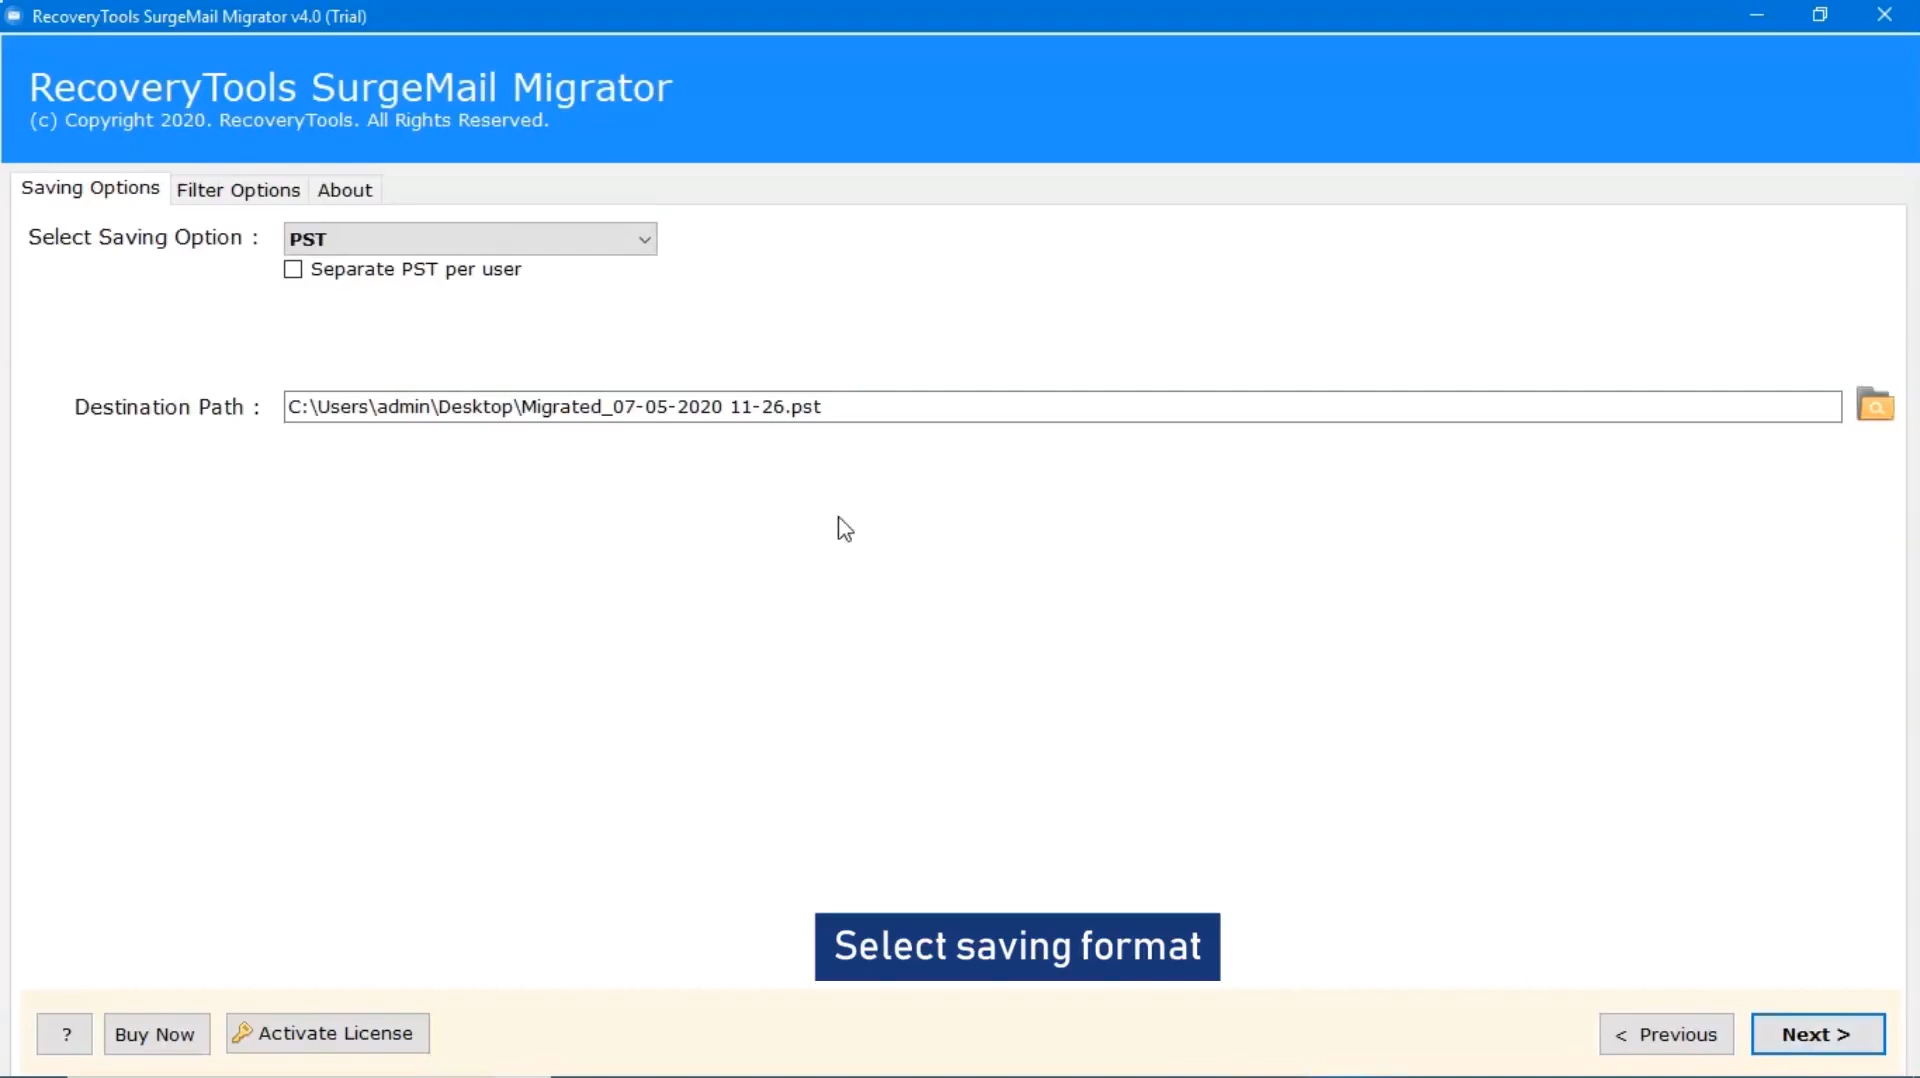 RecoveryTools SurgeMail Migrator v4.0 (Trial)
RecoveryTools SurgeMail Migrator
(c) Copyright 2020. RecoveryTools. All Rights Reserved.
Saving Options Filter Options About
Select Saving Option : PST
Separate PST per user
Destination Path : C:\Users\admin\Desktop\Migrated_07-05-2020 11-26.pst
Select saving format
? Buy Now Activate License < Previous Next >